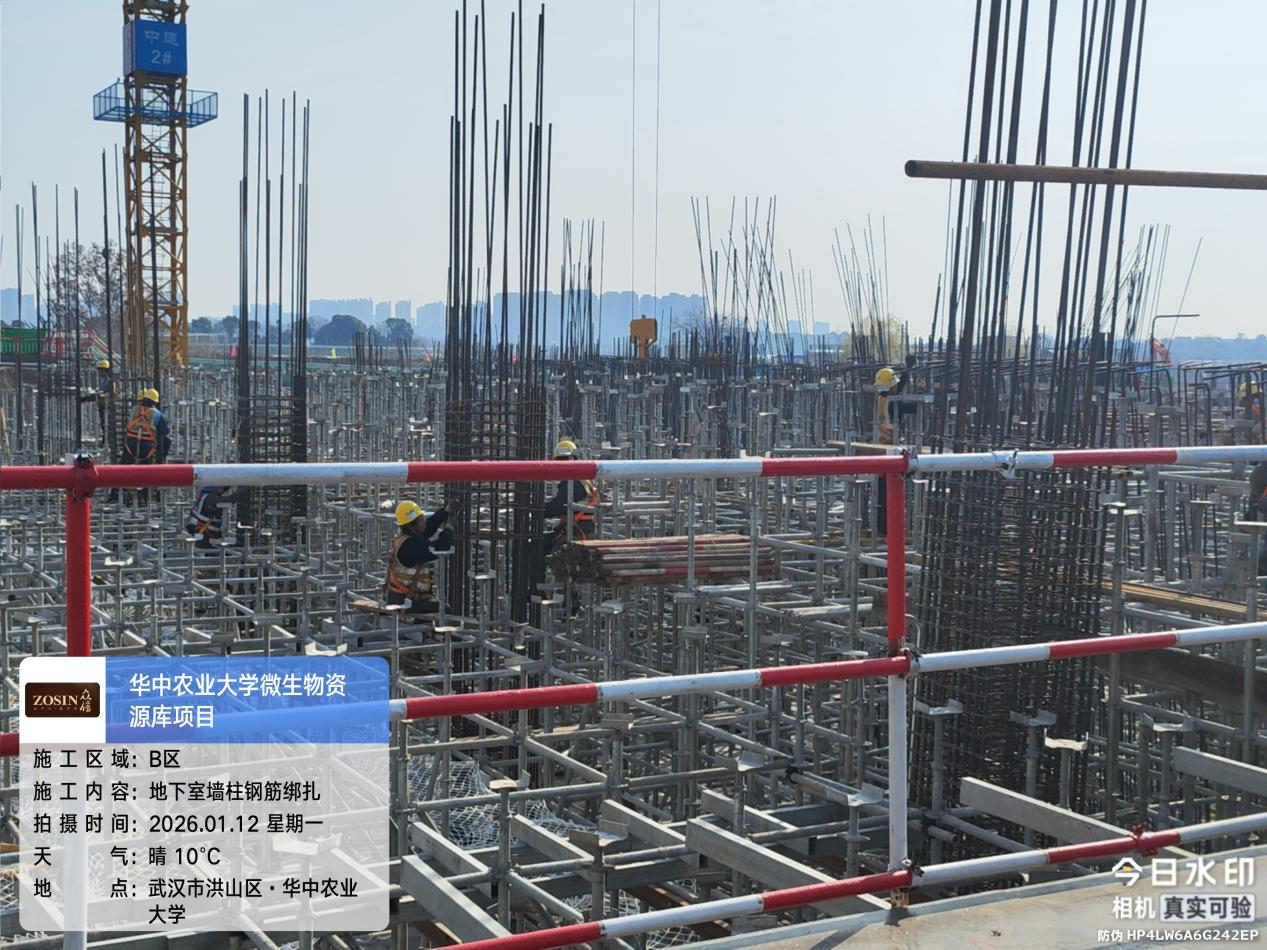 中建
2#
ZOSIN 众信
华中农业大学微生物资
源库项目
施工区域：B区
施工内容：地下室墙柱钢筋绑扎
拍摄时间：2026.01.12 星期一
天气：晴 10℃
地点：武汉市洪山区·华中农业
大学
今日水印
相机 真实可验
防伪 HP4LW6A6G242EP